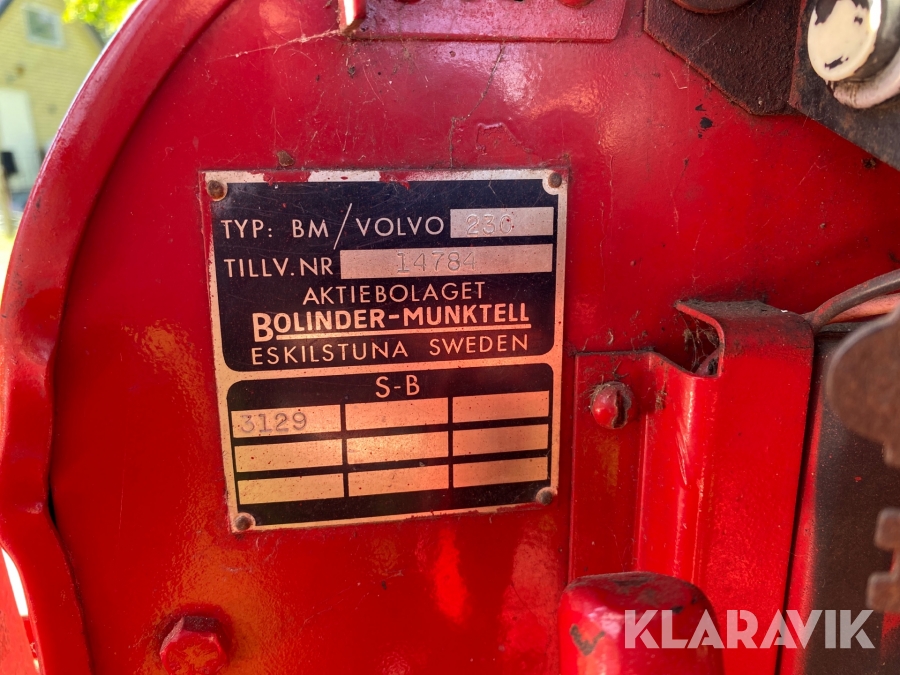 TYP: BM/VOLVO 230
TILLV.NR 14784
AKTIEBOLAGET
BOLINDER-MUNKTELL
ESKILSTUNA SWEDEN
S-B
3129
KLARAVIK